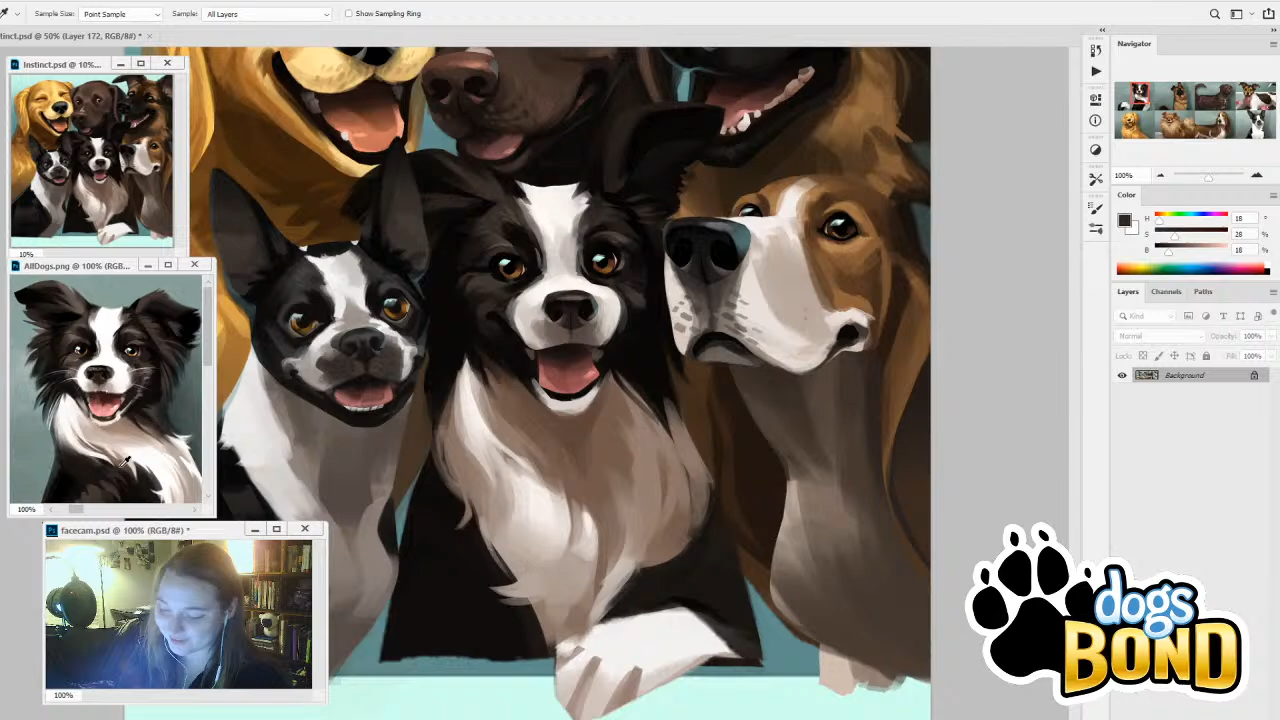 Sample Size: Point Sample Sample: All Layers Show Sampling Ring
tinct.psd @ 50% (Layer 172, RGB/8#) *
Instinct.psd @ 10%...
10%
AllDogs.png @ 100% (RGB...
100%
facecam.psd @ 100% (RGB/8#) *
100%
Navigator
100%
Color
H 18 °
S 28 %
B 18 %
Layers Channels Paths
Kind
Normal Opacity: 100%
Lock: Fill: 100%
Background
dogs
BOND